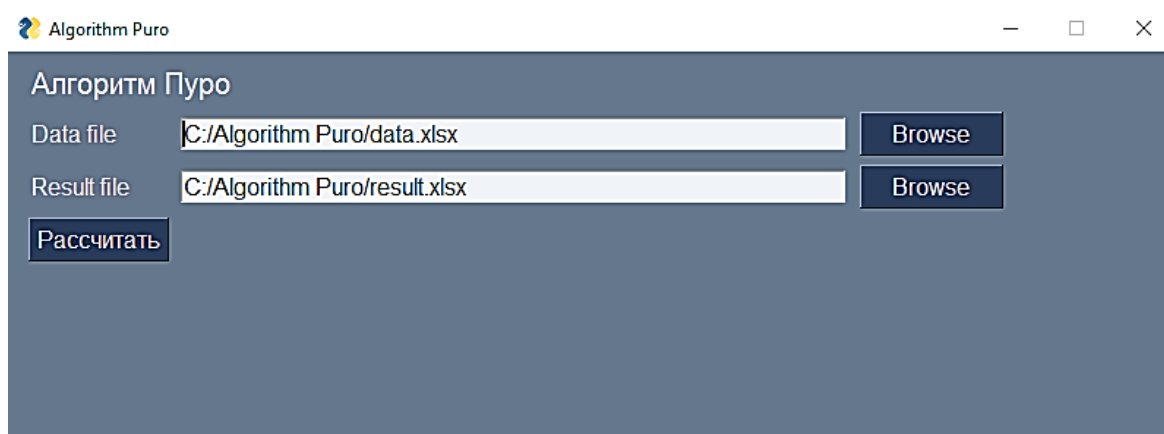 Algorithm Puro
Алгоритм Пуро
Data file C:/Algorithm Puro/data.xlsx Browse
Result file C:/Algorithm Puro/result.xlsx Browse
Рассчитать